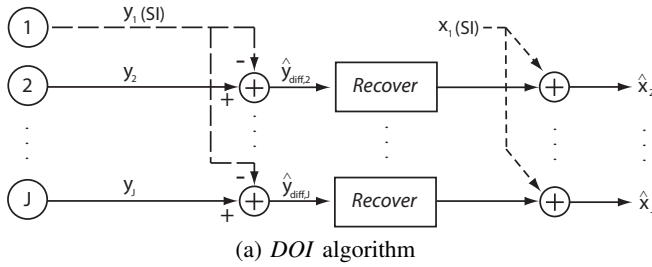 1
y₁ (SI)
x₁ (SI)
-
2
y₂
+
+
ŷdiff,2
Recover
+
x̂₂
-
J
yJ
+
+
ŷdiff,J
Recover
+
x̂
(a) DOI algorithm